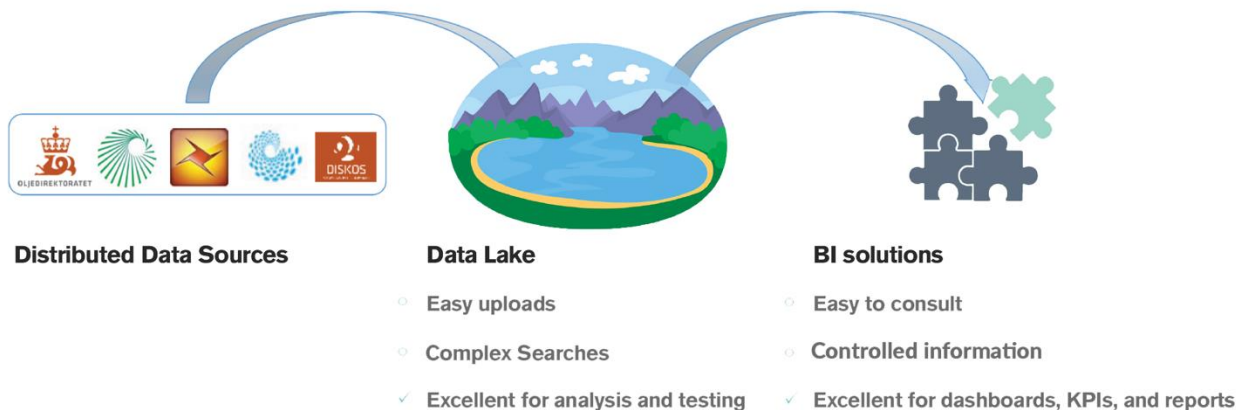 OLJEDIREKTORATET
DISKOS
Distributed Data Sources
Data Lake
Easy uploads
Complex Searches
Excellent for analysis and testing
BI solutions
Easy to consult
Controlled information
Excellent for dashboards, KPIs, and reports